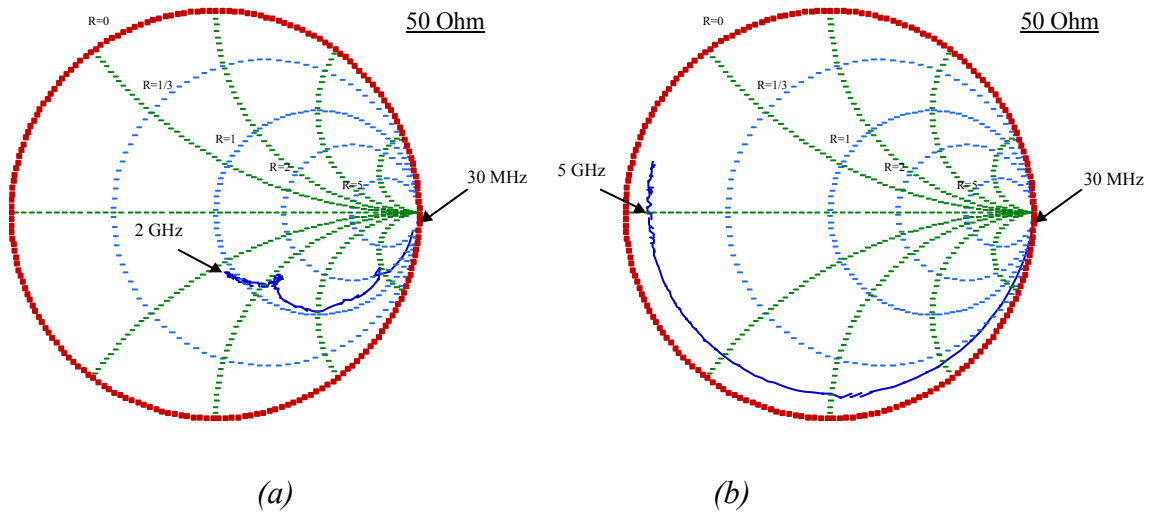 R=0
50 Ohm
R=1/3
R=1
R=2
R=5
30 MHz
2 GHz
(a)
R=0
50 Ohm
R=1/3
R=1
R=2
R=5
30 MHz
5 GHz
(b)